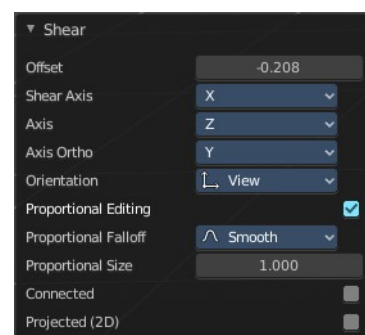 Shear
Offset -0.208
Shear Axis X
Axis Z
Axis Ortho Y
Orientation View
Proportional Editing
Proportional Falloff Smooth
Proportional Size 1.000
Connected
Projected (2D)